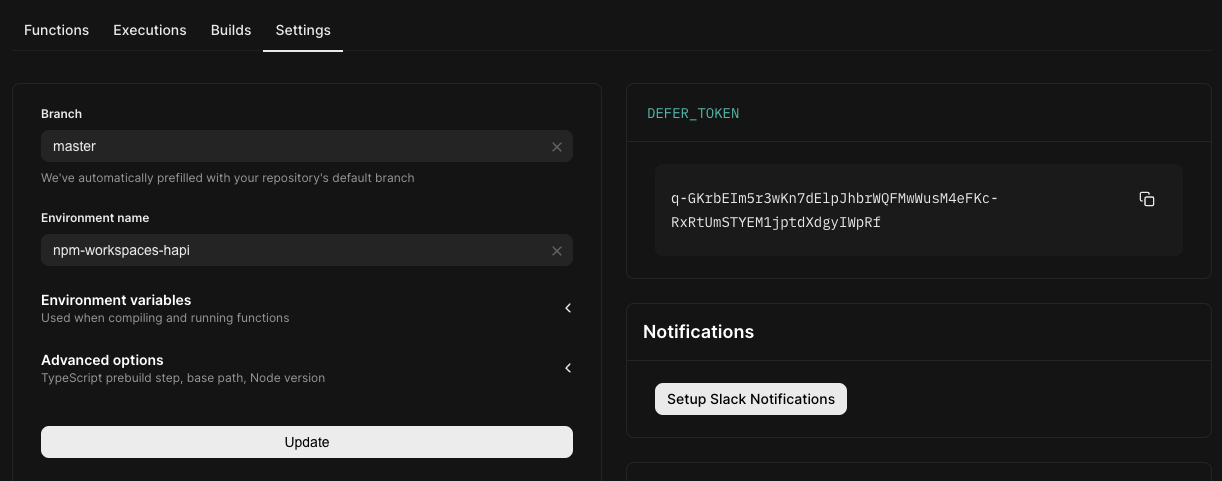 Functions Executions Builds Settings
Branch
master
We've automatically prefilled with your repository's default branch
Environment name
npm-workspaces-hapi
Environment variables
Used when compiling and running functions
Advanced options
TypeScript prebuild step, base path, Node version
Update
DEFER_TOKEN
q-GKrbEIm5r3wKn7dElpJhbrWQFMwWusM4eFKc-
RxRtUmSTYEM1jptdXdgyIWpRf
Notifications
Setup Slack Notifications